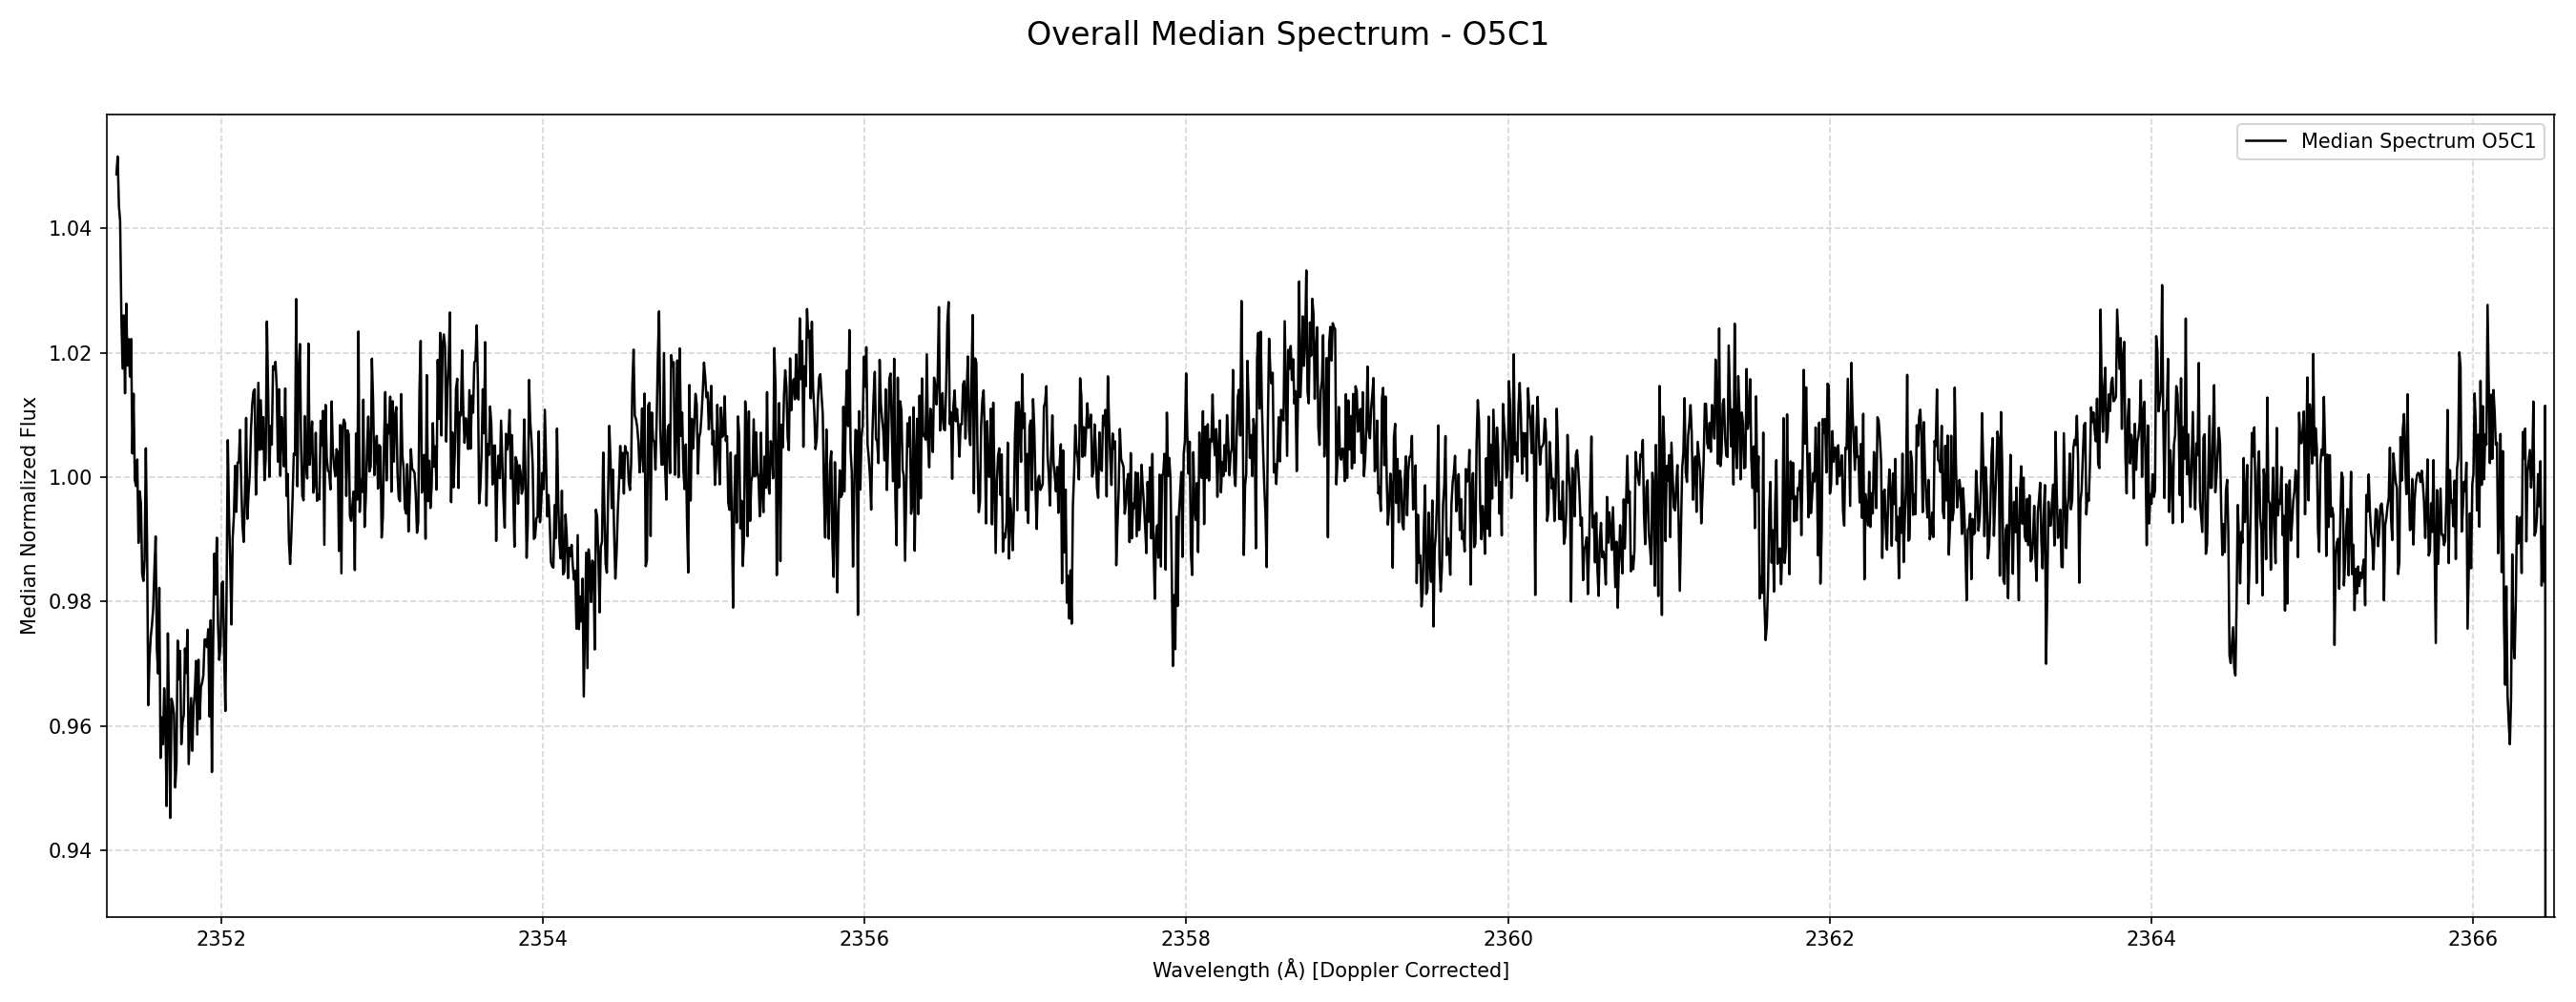 Overall Median Spectrum - O5C1
Median Spectrum O5C1
Median Normalized Flux
1.04
1.02
1.00
0.98
0.96
0.94
2352 2354 2356 2358 2360 2362 2364 2366
Wavelength (Å) [Doppler Corrected]